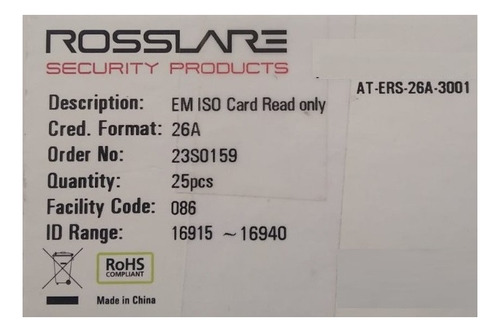 ROSSLARE
SECURITY PRODUCTS
AT-ERS-26A-3001
Description: EM ISO Card Read only
Cred. Format: 26A
Order No: 23S0159
Quantity: 25pcs
Facility Code: 086
ID Range: 16915 ~16940
RoHS
COMPLIANT
Made in China